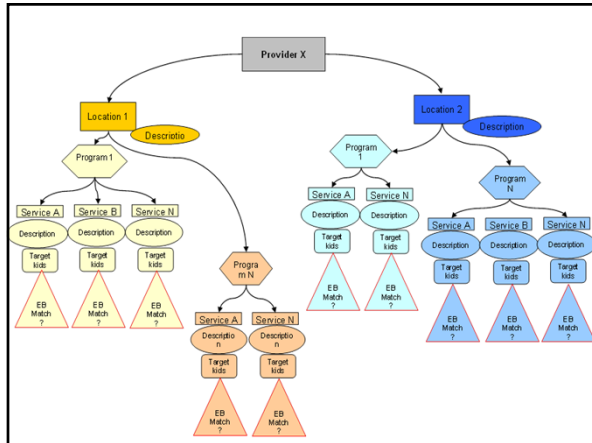 Provider X
Location 1
Descriptio
Location 2
Description
Program 1
Service A
Service B
Service N
Description
Description
Description
Target
kids
Target
kids
Target
kids
EB
Match
?
EB
Match
?
EB
Match
?
Progra
m N
Service A
Service N
Descriptio
n
Descriptio
n
Target
kids
Target
kids
EB
Match
?
EB
Match
?
Program
1
Service A
Service N
Description
Description
Target
kids
Target
kids
EB
Match
?
EB
Match
?
Program
N
Service A
Service B
Service N
Description
Description
Description
Target
kids
Target
kids
Target
kids
EB
Match
?
EB
Match
?
EB
Match
?